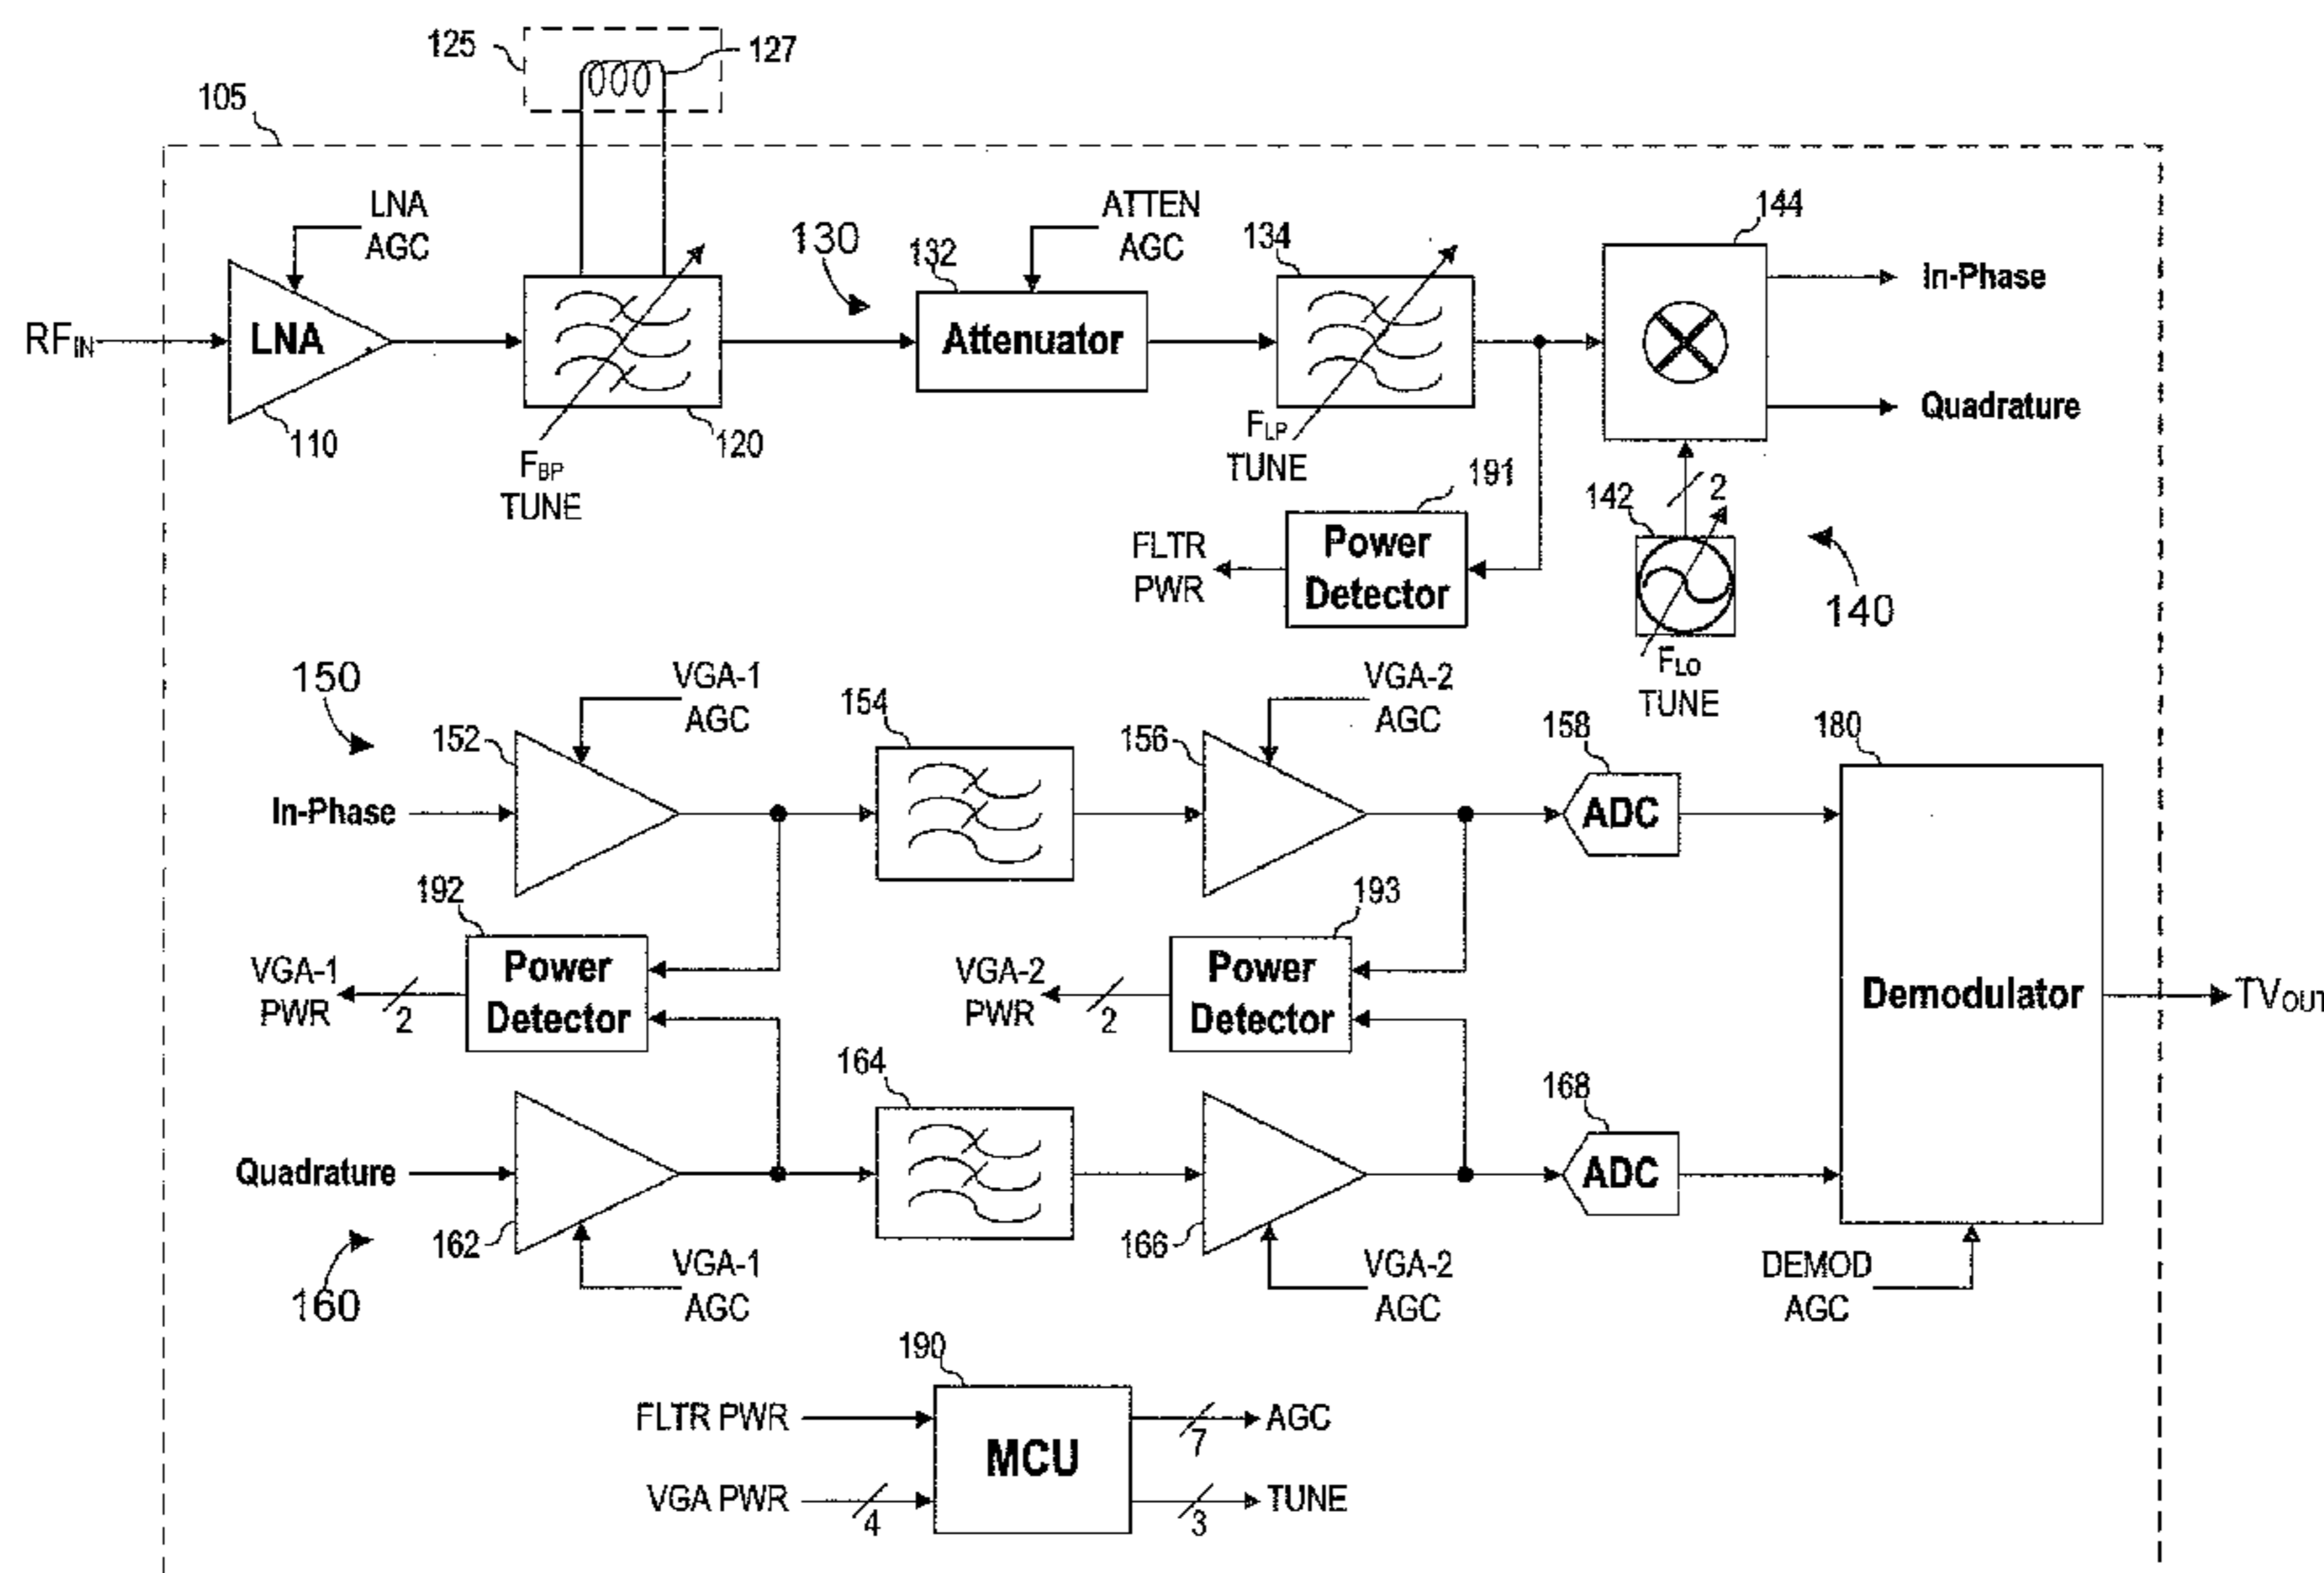 125
127
105
LNA
AGC
130
132
ATTEN
AGC
134
144
In-Phase
RFIN
LNA
Attenuator
Quadrature
110
FBP
TUNE
120
FLP
TUNE
191
142
2
FLTR
PWR
Power
Detector
140
FLO
TUNE
150
152
VGA-1
AGC
154
156
VGA-2
AGC
158
180
In-Phase
ADC
192
193
VGA-1
PWR
2
Power
Detector
VGA-2
PWR
2
Power
Detector
Demodulator
TVOUT
164
168
Quadrature
ADC
162
VGA-1
AGC
166
VGA-2
AGC
DEMOD
AGC
160
190
FLTR PWR
MCU
7
AGC
VGA PWR
4
3
TUNE